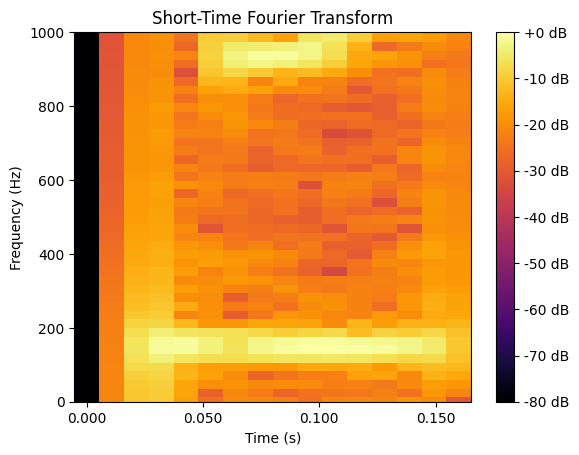 Short-Time Fourier Transform
1000
800
600
400
200
0
Frequency (Hz)
0.000
0.050
0.100
0.150
Time (s)
+0 dB
-10 dB
-20 dB
-30 dB
-40 dB
-50 dB
-60 dB
-70 dB
-80 dB